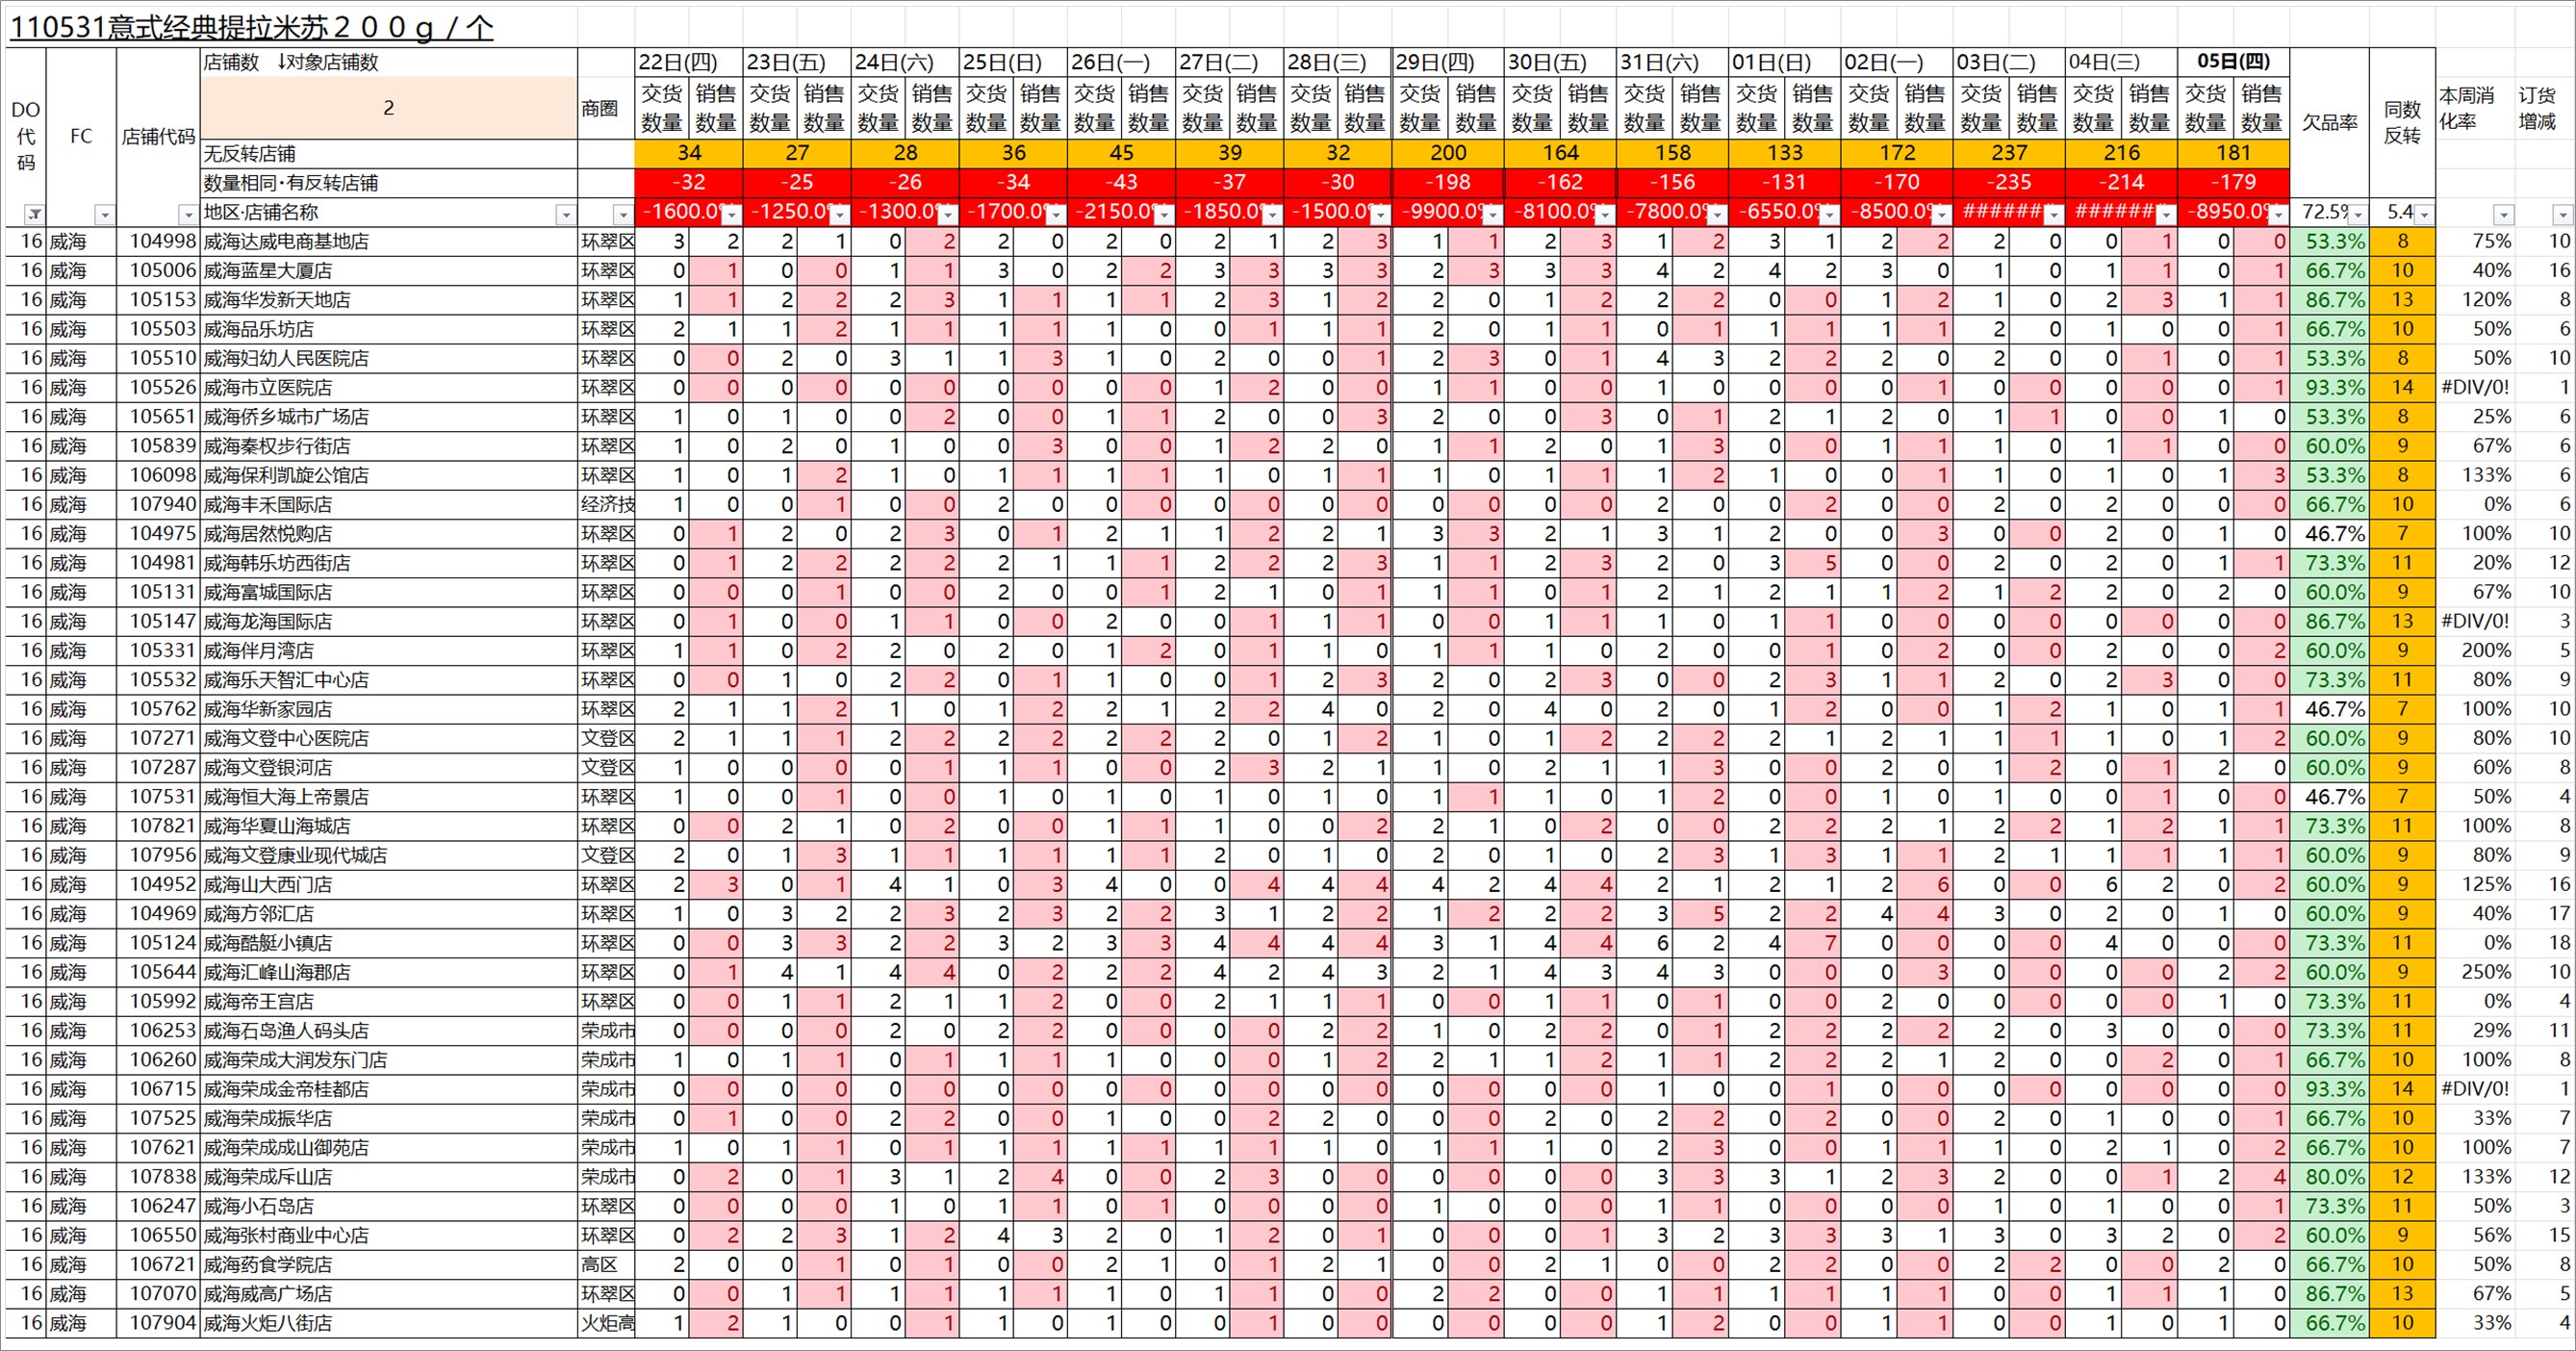 110531意式经典提拉米苏２００ｇ／个
DO代码 FC 店铺代码 店铺数 ↓对象店铺数 商圈 22日(四) 23日(五) 24日(六) 25日(日) 26日(一) 27日(二) 28日(三) 29日(四) 30日(五) 31日(六) 01日(日) 02日(一) 03日(二) 04日(三) 05日(四) 欠品率 同数反转 本周消化率 订货增减
2 交货数量 销售数量 交货数量 销售数量 交货数量 销售数量 交货数量 销售数量 交货数量 销售数量 交货数量 销售数量 交货数量 销售数量 交货数量 销售数量 交货数量 销售数量 交货数量 销售数量 交货数量 销售数量 交货数量 销售数量 交货数量 销售数量 交货数量 销售数量 交货数量 销售数量
无反转店铺 34 27 28 36 45 39 32 200 164 158 133 172 237 216 181
数量相同·有反转店铺 -32 -25 -26 -34 -43 -37 -30 -198 -162 -156 -131 -170 -235 -214 -179
地区·店铺名称 -1600.0% -1250.0% -1300.0% -1700.0% -2150.0% -1850.0% -1500.0% -9900.0% -8100.0% -7800.0% -6550.0% -8500.0% ####### ####### -8950.0% 72.5% 5.4
16 威海 104998 威海达威电商基地店 环翠区 3 2 2 1 0 2 2 0 2 0 2 1 2 3 1 1 2 3 1 2 3 1 2 2 2 0 0 1 0 0 53.3% 8 75% 10
16 威海 105006 威海蓝星大厦店 环翠区 0 1 0 0 1 1 3 0 2 2 3 3 3 3 2 3 3 3 4 2 4 2 3 0 1 0 1 1 0 1 66.7% 10 40% 16
16 威海 105153 威海华发新天地店 环翠区 1 1 2 2 2 3 1 1 1 1 2 3 1 2 2 0 1 2 2 2 0 0 1 2 1 0 2 3 1 1 86.7% 13 120% 8
16 威海 105503 威海品乐坊店 环翠区 2 1 1 2 1 1 1 1 1 0 0 1 1 1 2 0 1 1 0 1 1 1 1 1 2 0 1 0 0 1 66.7% 10 50% 6
16 威海 105510 威海妇幼人民医院店 环翠区 0 0 2 0 3 1 1 3 1 0 2 0 0 1 2 3 0 1 4 3 2 2 2 0 2 0 0 1 0 1 53.3% 8 50% 10
16 威海 105526 威海市立医院店 环翠区 0 0 0 0 0 0 0 0 0 0 1 2 0 0 1 1 0 0 1 0 0 0 0 1 0 0 0 0 0 1 93.3% 14 #DIV/0! 1
16 威海 105651 威海侨乡城市广场店 环翠区 1 0 1 0 0 2 0 0 1 1 2 0 0 3 2 0 0 3 0 1 2 1 2 0 1 1 0 0 1 0 53.3% 8 25% 6
16 威海 105839 威海秦权步行街店 环翠区 1 0 2 0 1 0 0 3 0 0 1 2 2 0 1 1 2 0 1 3 0 0 1 1 1 0 1 1 0 0 60.0% 9 67% 6
16 威海 106098 威海保利凯旋公馆店 环翠区 1 0 1 2 1 0 1 1 1 1 1 0 1 1 1 0 1 1 1 2 1 0 0 1 1 0 1 0 1 3 53.3% 8 133% 6
16 威海 107940 威海丰禾国际店 经济技 1 0 0 1 0 0 2 0 0 0 0 0 0 0 0 0 0 0 2 0 0 2 0 0 2 0 2 0 0 0 66.7% 10 0% 6
16 威海 104975 威海居然悦购店 环翠区 0 1 2 0 2 3 0 1 2 1 1 2 2 1 3 3 2 1 3 1 2 0 0 3 0 0 2 0 1 0 46.7% 7 100% 10
16 威海 104981 威海韩乐坊西街店 环翠区 0 1 2 2 2 2 2 1 1 1 2 2 2 3 1 1 2 3 2 0 3 5 0 0 2 0 2 0 1 1 73.3% 11 20% 12
16 威海 105131 威海富城国际店 环翠区 0 0 0 1 0 0 2 0 0 1 2 1 0 1 1 1 0 1 2 1 2 1 1 2 1 2 2 0 2 0 60.0% 9 67% 10
16 威海 105147 威海龙海国际店 环翠区 0 1 0 0 1 1 0 0 2 0 0 1 1 1 0 0 1 1 1 0 1 1 0 0 0 0 0 0 0 0 86.7% 13 #DIV/0! 3
16 威海 105331 威海伴月湾店 环翠区 1 1 0 2 2 0 2 0 1 2 0 1 1 0 1 1 1 0 2 0 0 1 0 2 0 0 2 0 0 2 60.0% 9 200% 5
16 威海 105532 威海乐天智汇中心店 环翠区 0 0 1 0 2 2 0 1 1 0 0 1 2 3 2 0 2 3 0 0 2 3 1 1 2 0 2 3 0 0 73.3% 11 80% 9
16 威海 105762 威海华新家园店 环翠区 2 1 1 2 1 0 1 2 2 1 2 2 4 0 2 0 4 0 2 0 1 2 0 0 1 2 1 0 1 1 46.7% 7 100% 10
16 威海 107271 威海文登中心医院店 文登区 2 1 1 1 2 2 2 2 2 2 2 0 1 2 1 0 1 2 2 2 2 1 2 1 1 1 1 0 1 2 60.0% 9 80% 10
16 威海 107287 威海文登银河店 文登区 1 0 0 0 0 1 1 1 0 0 2 3 2 1 1 0 2 1 1 3 0 0 2 0 1 2 0 1 2 0 60.0% 9 60% 8
16 威海 107531 威海恒大海上帝景店 环翠区 1 0 0 1 0 0 1 0 1 0 1 0 1 0 1 1 1 0 1 2 0 0 1 0 1 0 0 1 0 0 46.7% 7 50% 4
16 威海 107821 威海华夏山海城店 环翠区 0 0 2 1 0 2 0 0 1 1 1 0 0 2 2 1 0 2 0 0 2 2 2 1 2 2 1 2 1 1 73.3% 11 100% 8
16 威海 107956 威海文登康业现代城店 文登区 2 0 1 3 1 1 1 1 1 1 2 0 1 0 2 0 1 0 2 3 1 3 1 1 2 1 1 1 1 1 60.0% 9 80% 9
16 威海 104952 威海山大西门店 环翠区 2 3 0 1 4 1 0 3 4 0 0 4 4 4 4 2 4 4 2 1 2 1 2 6 0 0 6 2 0 2 60.0% 9 125% 16
16 威海 104969 威海方邻汇店 环翠区 1 0 3 2 2 3 2 3 2 2 3 1 2 2 1 2 2 2 3 5 2 2 4 4 3 0 2 0 1 0 60.0% 9 40% 17
16 威海 105124 威海酷艇小镇店 环翠区 0 0 3 3 2 2 3 2 3 3 4 4 4 4 3 1 4 4 6 2 4 7 0 0 0 0 4 0 0 0 73.3% 11 0% 18
16 威海 105644 威海汇峰山海郡店 环翠区 0 1 4 1 4 4 0 2 2 2 4 2 4 3 2 1 4 3 4 3 0 0 0 3 0 0 0 0 2 2 60.0% 9 250% 10
16 威海 105992 威海帝王宫店 环翠区 0 0 1 1 2 1 1 2 0 0 2 1 1 1 0 0 1 1 0 1 0 0 2 0 0 0 0 0 1 0 73.3% 11 0% 4
16 威海 106253 威海石岛渔人码头店 荣成市 0 0 0 0 2 0 2 2 0 0 0 0 2 2 1 0 2 2 0 1 2 2 2 2 2 0 3 0 0 0 73.3% 11 29% 11
16 威海 106260 威海荣成大润发东门店 荣成市 1 0 1 1 0 1 1 1 1 0 0 0 1 2 2 1 1 2 1 1 2 2 2 1 2 0 0 2 0 1 66.7% 10 100% 8
16 威海 106715 威海荣成金帝桂都店 荣成市 0 0 0 0 0 0 0 0 0 0 0 0 0 0 0 0 0 0 1 0 0 1 0 0 0 0 0 0 0 0 93.3% 14 #DIV/0! 1
16 威海 107525 威海荣成振华店 荣成市 0 1 0 0 2 2 0 0 1 0 0 2 2 0 0 0 2 0 2 2 0 2 0 0 2 0 1 0 0 1 66.7% 10 33% 7
16 威海 107621 威海荣成成山御苑店 荣成市 1 0 1 1 0 1 1 1 1 1 1 1 1 0 1 1 1 0 2 3 0 0 1 1 1 0 2 1 0 2 66.7% 10 100% 7
16 威海 107838 威海荣成斥山店 荣成市 0 2 0 1 3 1 2 4 0 0 2 3 0 0 0 0 0 0 3 3 3 1 2 3 2 0 0 1 2 4 80.0% 12 133% 12
16 威海 106247 威海小石岛店 环翠区 0 0 0 0 1 0 1 1 0 1 0 0 0 0 1 0 0 0 1 1 0 0 0 0 1 0 1 0 0 1 73.3% 11 50% 3
16 威海 106550 威海张村商业中心店 环翠区 0 2 2 3 1 2 4 3 2 0 1 2 0 1 0 0 0 1 3 2 3 3 3 1 3 0 3 2 0 2 60.0% 9 56% 15
16 威海 106721 威海药食学院店 高区 2 0 0 1 0 1 0 0 2 1 0 1 2 1 0 0 2 1 0 0 2 2 0 0 2 2 0 0 2 0 66.7% 10 50% 8
16 威海 107070 威海威高广场店 环翠区 0 0 1 1 1 1 1 1 1 0 1 1 0 0 2 2 0 0 1 1 1 1 1 1 0 0 1 1 1 0 86.7% 13 67% 5
16 威海 107904 威海火炬八街店 火炬高 1 2 1 0 0 1 1 0 1 0 0 1 0 0 0 0 0 0 1 2 0 0 1 1 0 0 1 0 1 0 66.7% 10 33% 4